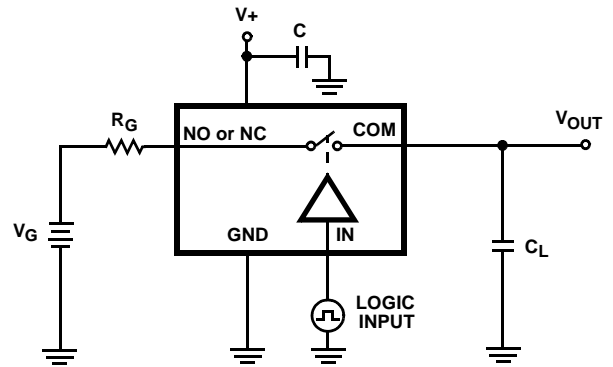 V+
C
RG
NO or NC
COM
VOUT
VG
GND
IN
CL
LOGIC
INPUT